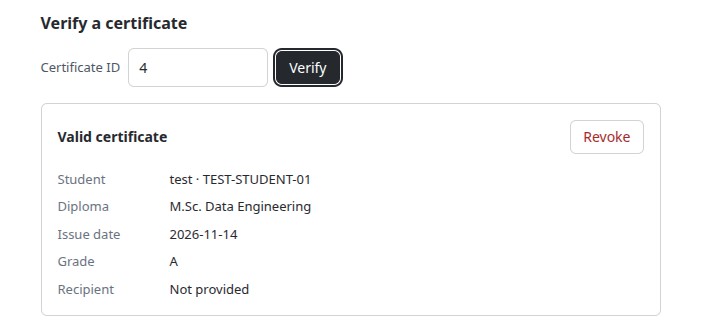 Verify a certificate
Certificate ID 4 Verify
Valid certificate Revoke
Student test · TEST-STUDENT-01
Diploma M.Sc. Data Engineering
Issue date 2026-11-14
Grade A
Recipient Not provided